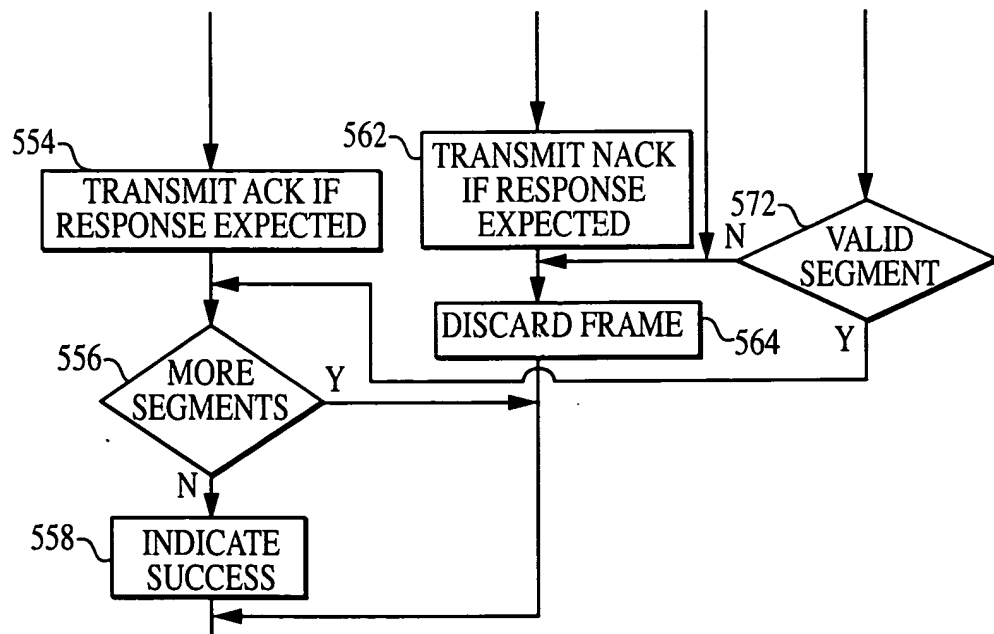 554
TRANSMIT ACK IF
RESPONSE EXPECTED
562
TRANSMIT NACK
IF RESPONSE
EXPECTED
572
N
VALID
SEGMENT
Y
DISCARD FRAME
564
556
MORE
SEGMENTS
Y
N
558
INDICATE
SUCCESS